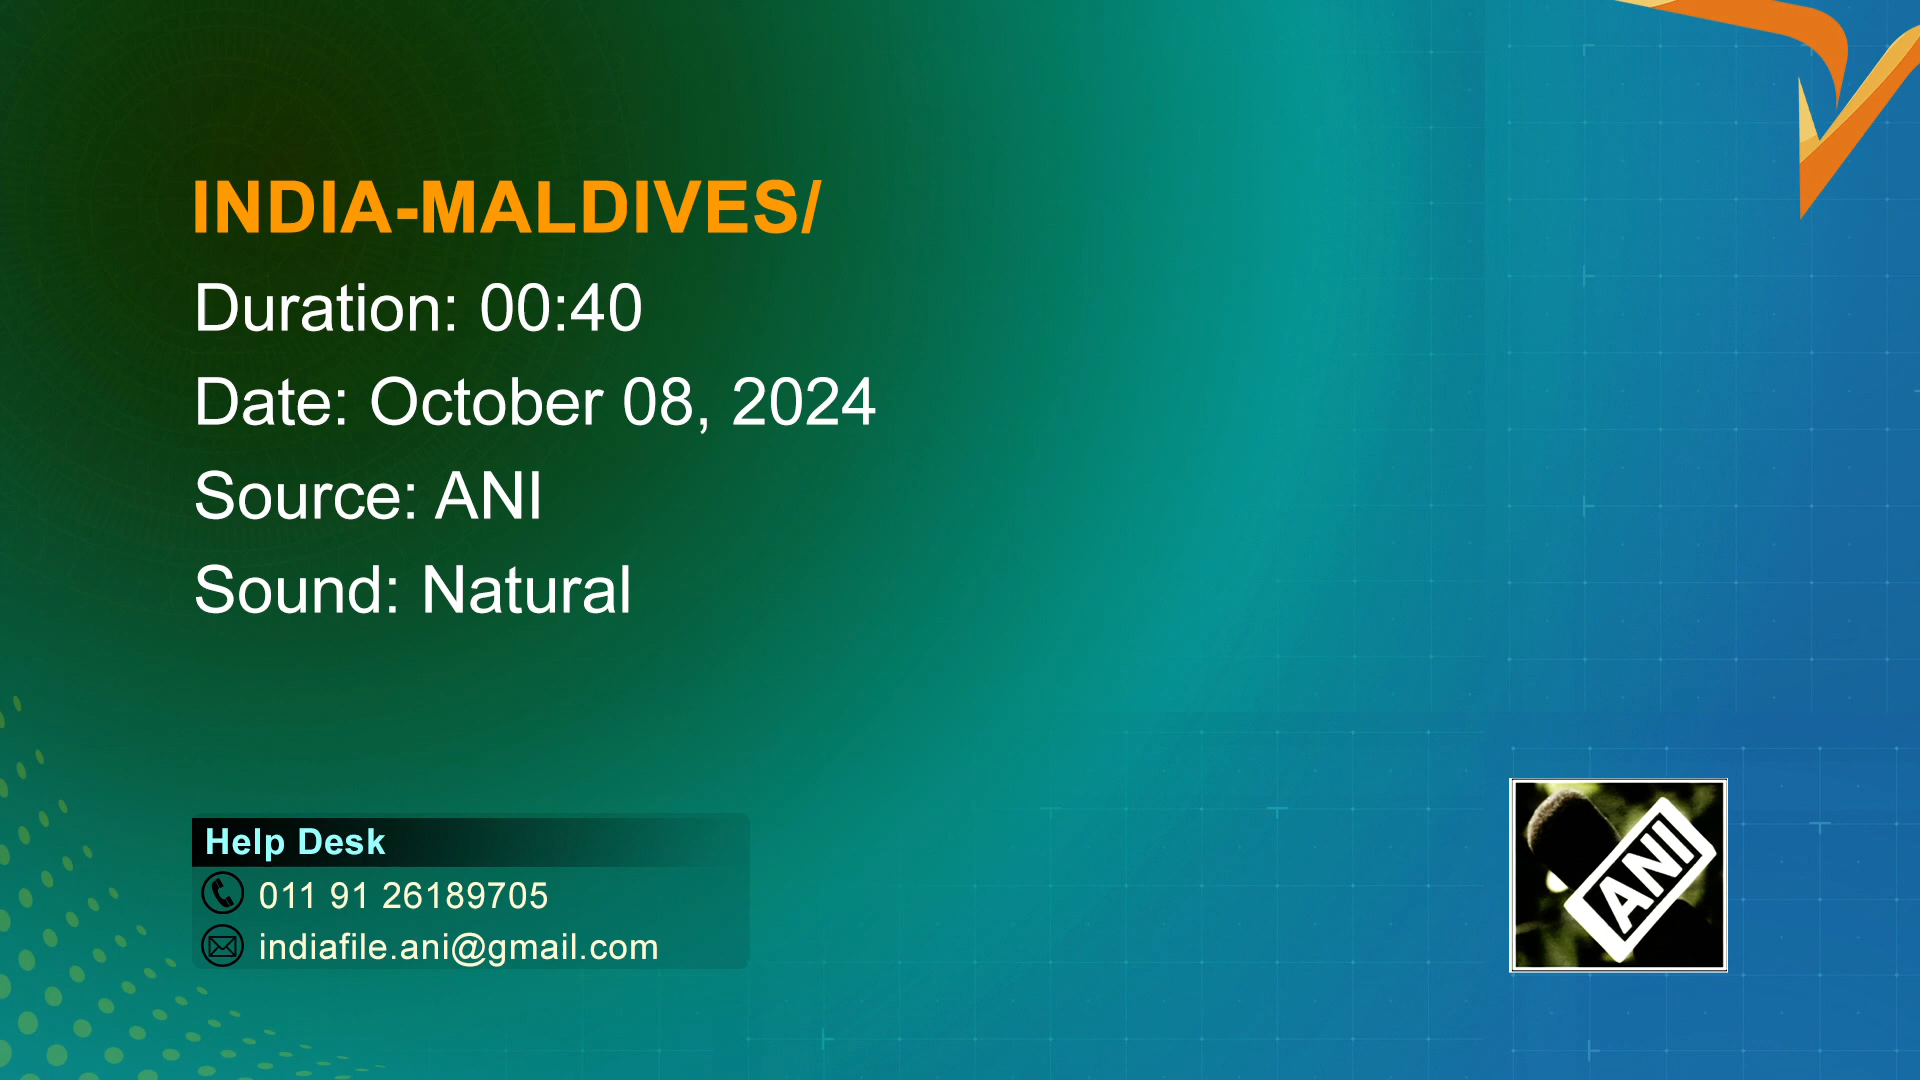 INDIA-MALDIVES/
Duration: 00:40
Date: October 08, 2024
Source: ANI
Sound: Natural
Help Desk
011 91 26189705
indiafile.ani@gmail.com
ANI